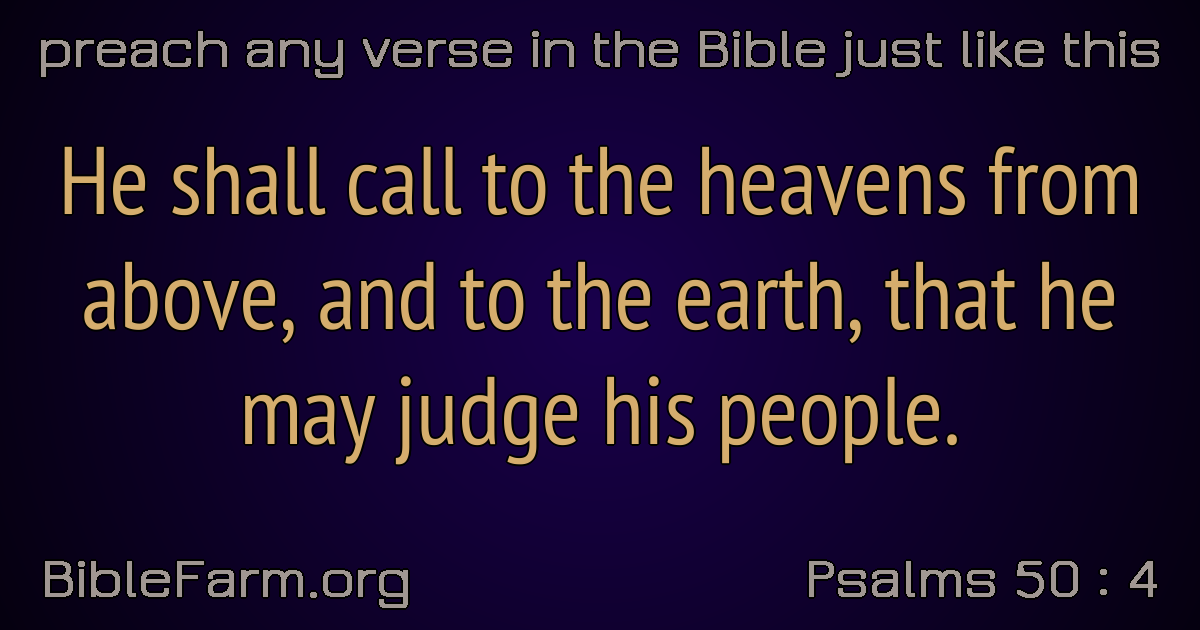 preach any verse in the Bible just like this
He shall call to the heavens from
above, and to the earth, that he
may judge his people.
BibleFarm.org
Psalms 50 : 4